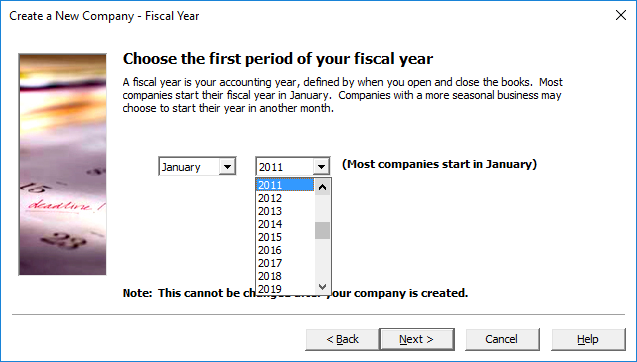 Create a New Company - Fiscal Year
Choose the first period of your fiscal year
A fiscal year is your accounting year, defined by when you open and close the books. Most
companies start their fiscal year in January. Companies with a more seasonal business may
choose to start their year in another month.
January 2011 (Most companies start in January)
2011
2012
2013
2014
2015
2016
2017
2018
2019
15
deadline!
23
Note: This cannot be changed after your company is created.
< Back Next > Cancel Help